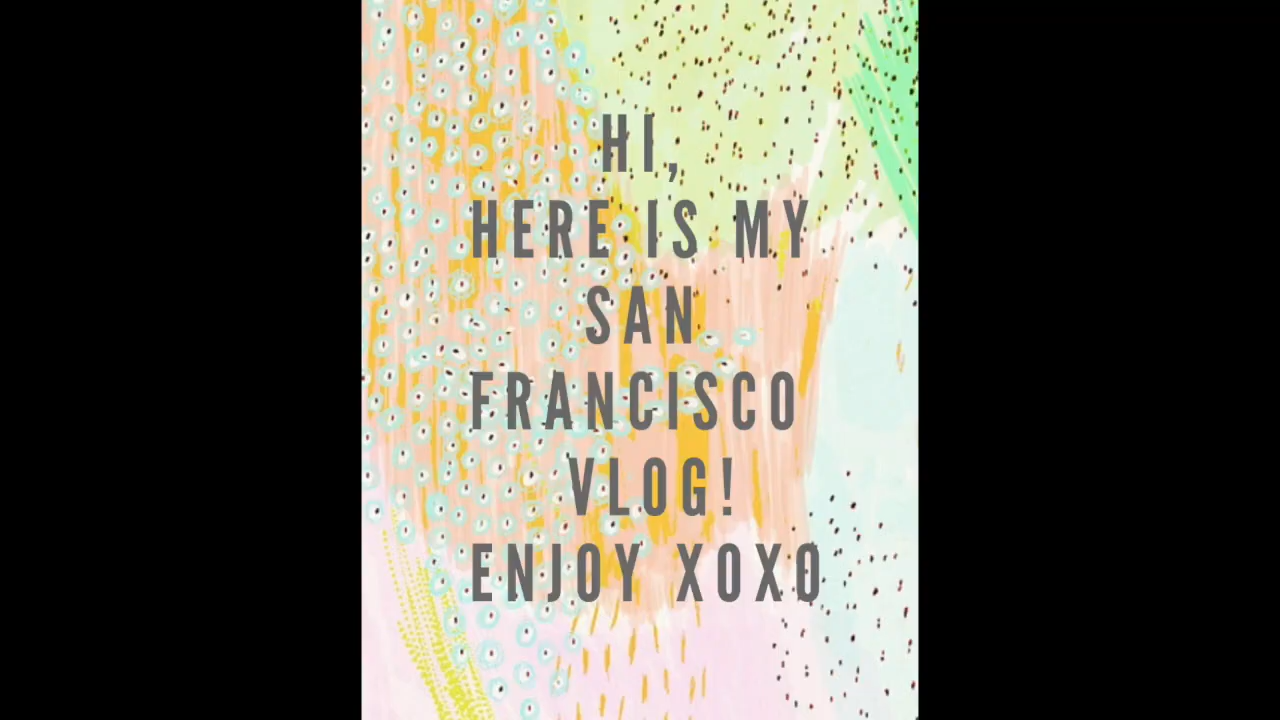 HI,
HERE IS MY
SAN
FRANCISCO
VLOG!
ENJOY XOXO